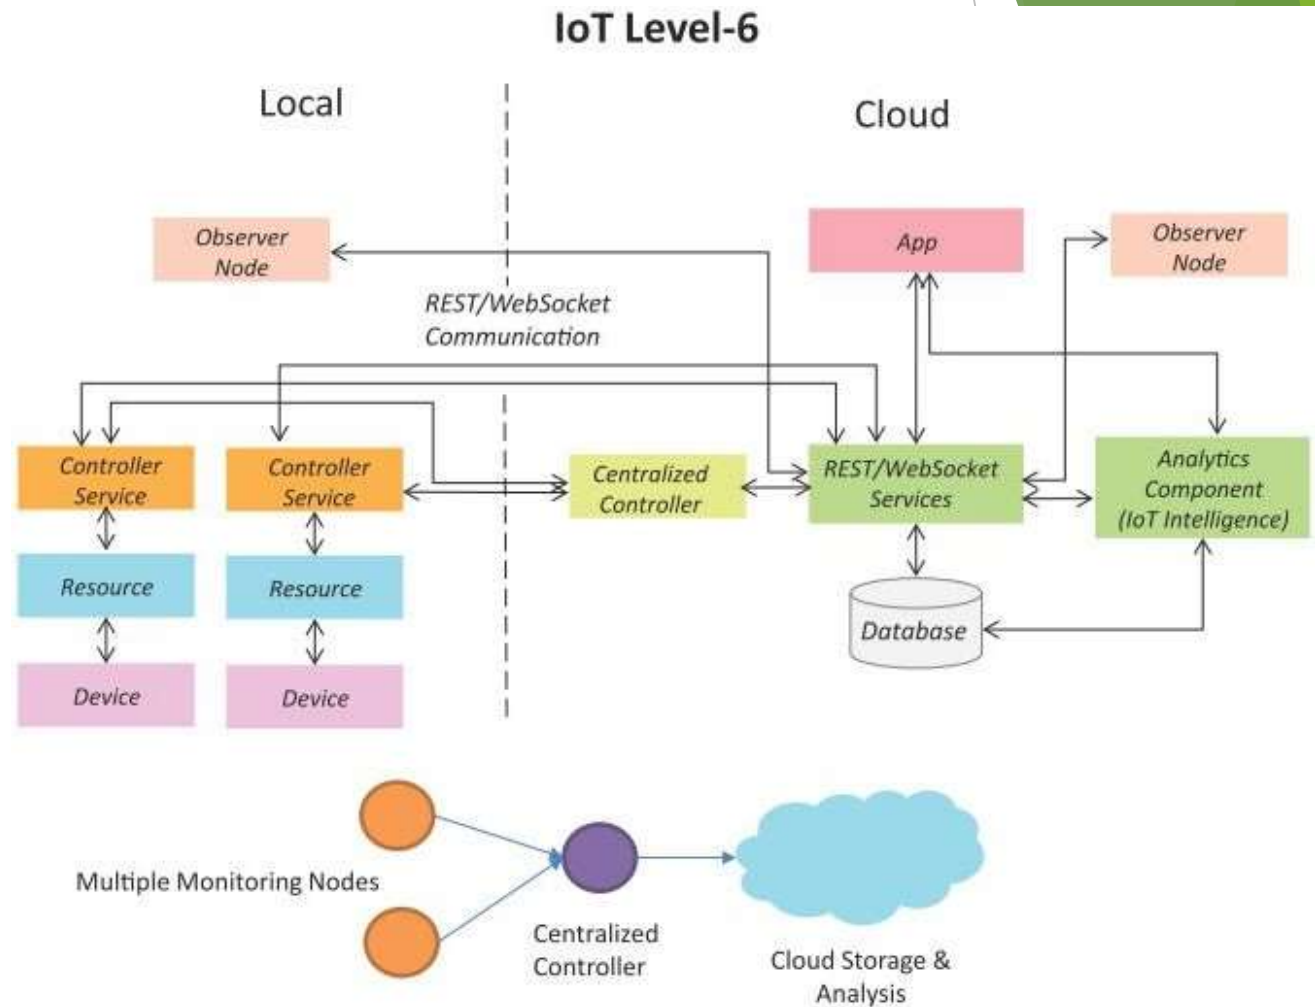 IoT Level-6
Local
Cloud
Observer
Node
App
Observer
Node
REST/WebSocket
Communication
Controller
Service
Controller
Service
Centralized
Controller
REST/WebSocket
Services
Analytics
Component
(IoT Intelligence)
Resource
Resource
Database
Device
Device
Multiple Monitoring Nodes
Centralized
Controller
Cloud Storage &
Analysis